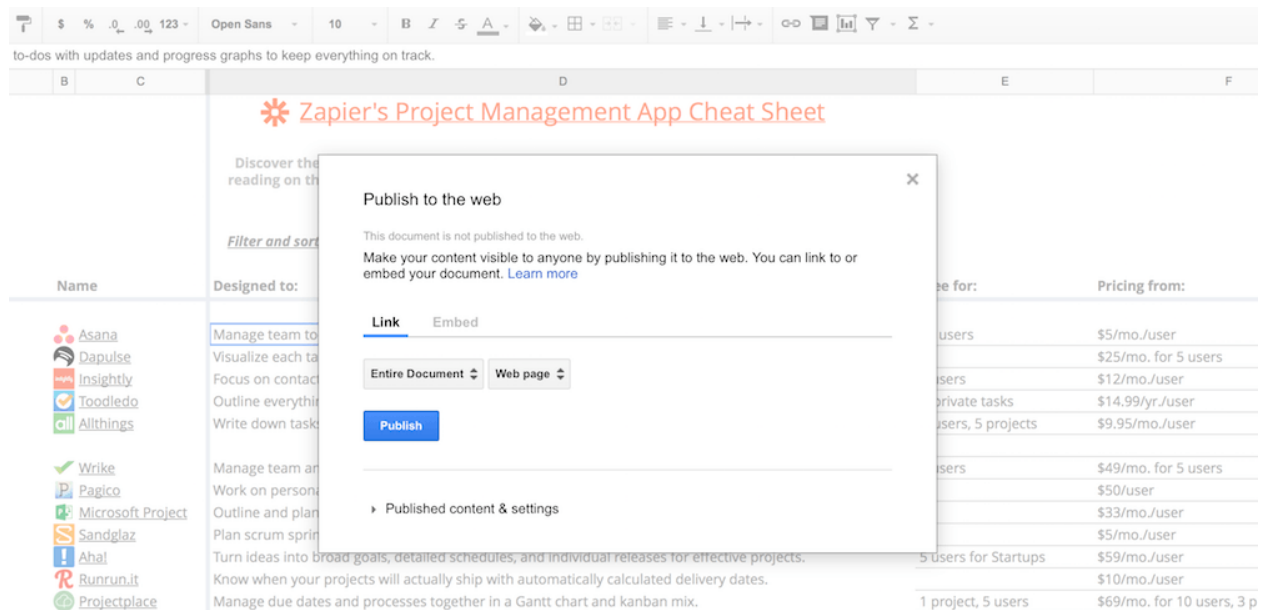 $ % .0 .00 123 Open Sans 10 B I S A Σ
to-dos with updates and progress graphs to keep everything on track.
B C D E F
Zapier's Project Management App Cheat Sheet
Discover the
reading on th
Filter and sort
Name Designed to: ee for: Pricing from:
Publish to the web
This document is not published to the web.
Make your content visible to anyone by publishing it to the web. You can link to or
embed your document. Learn more
Link Embed
Entire Document Web page
Publish
Published content & settings
Asana Manage team to users $5/mo./user
Dapulse Visualize each ta $25/mo. for 5 users
Insightly Focus on contact users $12/mo./user
Toodledo Outline everythin private tasks $14.99/yr./user
all Allthings Write down task users, 5 projects $9.95/mo./user
Wrike Manage team an users $49/mo. for 5 users
Pagico Work on persona $50/user
Microsoft Project Outline and plan $33/mo./user
Sandglaz Plan scrum sprin $5/mo./user
Aha! Turn ideas into broad goals, detailed schedules, and individual releases for effective projects. 5 users for Startups $59/mo./user
Runrun.it Know when your projects will actually ship with automatically calculated delivery dates. $10/mo./user
Projectplace Manage due dates and processes together in a Gantt chart and kanban mix. 1 project, 5 users $69/mo. for 10 users, 3 p